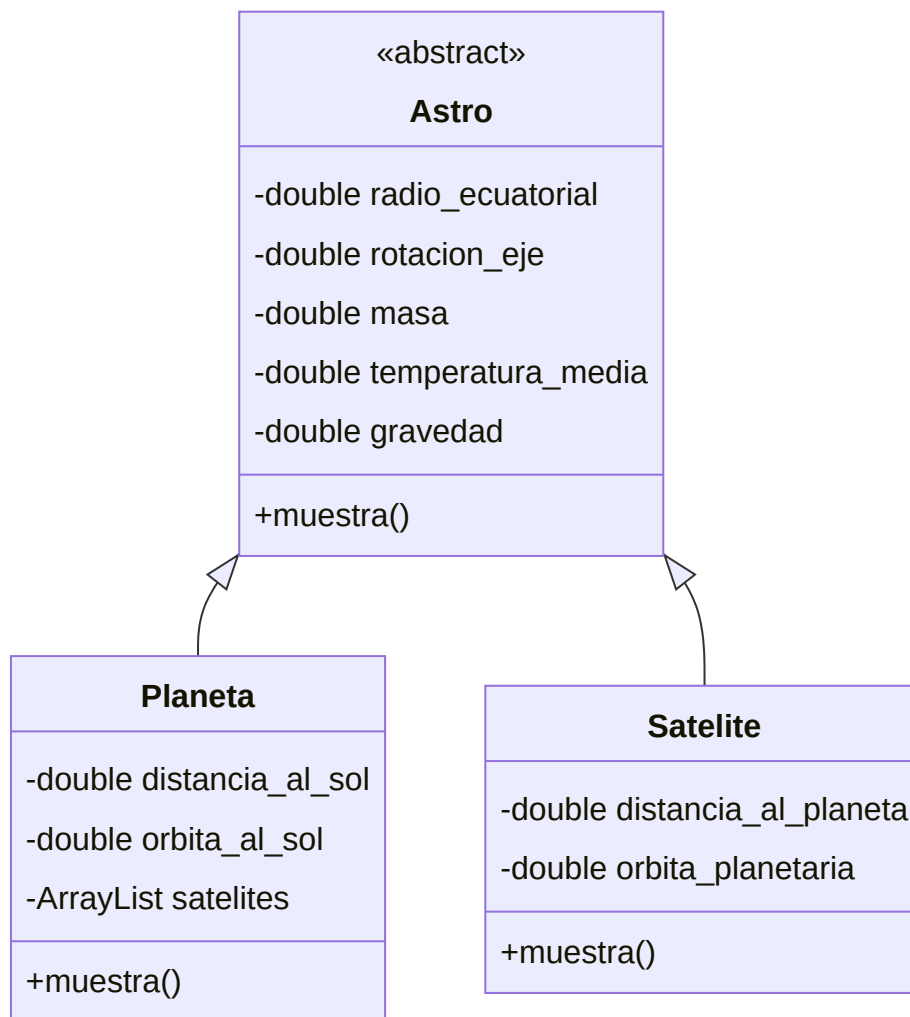 «abstract»
Astro
-double radio_ecuatorial
-double rotacion_eje
-double masa
-double temperatura_media
-double gravedad
+muestra()
Planeta
-double distancia_al_sol
-double orbita_al_sol
-ArrayList satelites
+muestra()
Satelite
-double distancia_al_planeta
-double orbita_planetaria
+muestra()